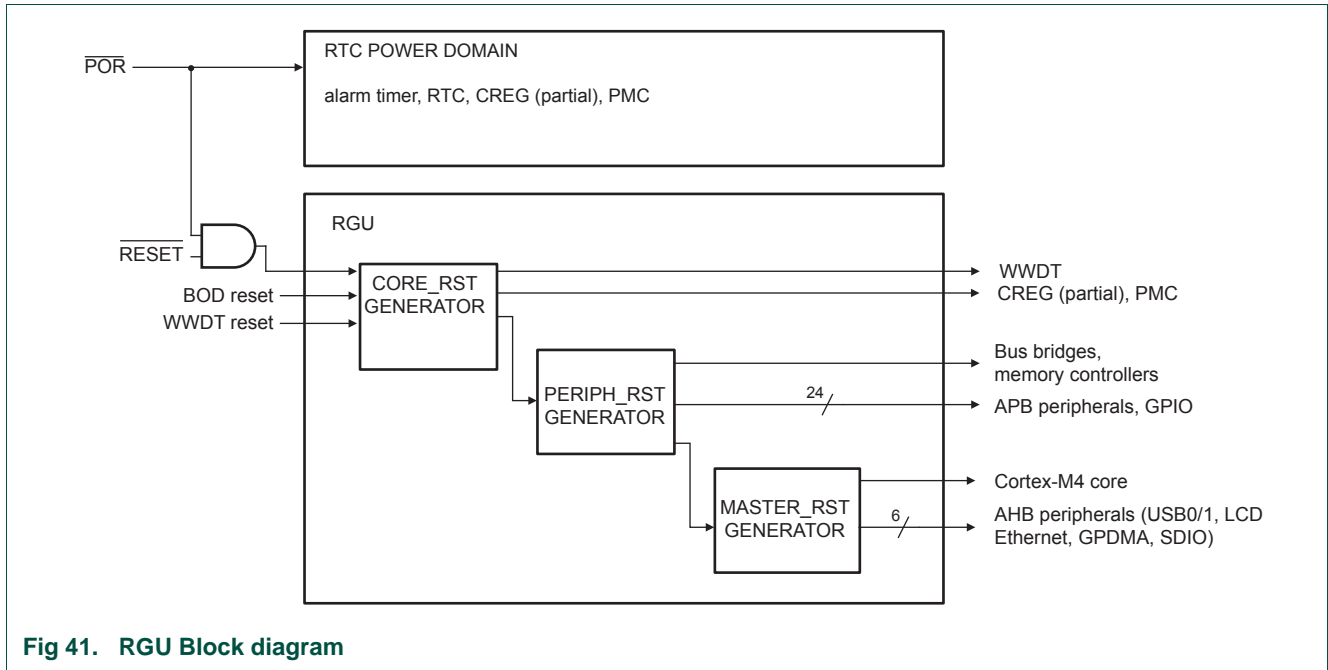 RTC POWER DOMAIN
POR
alarm timer, RTC, CREG (partial), PMC
RGU
RESET
BOD reset
WWDT reset
CORE_RST
GENERATOR
WWDT
CREG (partial), PMC
PERIPH_RST
GENERATOR
Bus bridges,
memory controllers
24
APB peripherals, GPIO
MASTER_RST
GENERATOR
Cortex-M4 core
6
AHB peripherals (USB0/1, LCD
Ethernet, GPDMA, SDIO)
Fig 41. RGU Block diagram